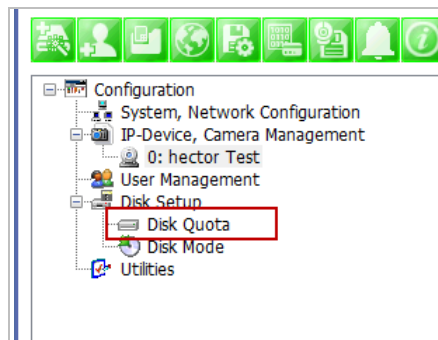 Configuration
System, Network Configuration
IP-Device, Camera Management
0: hector Test
User Management
Disk Setup
Disk Quota
Disk Mode
Utilities